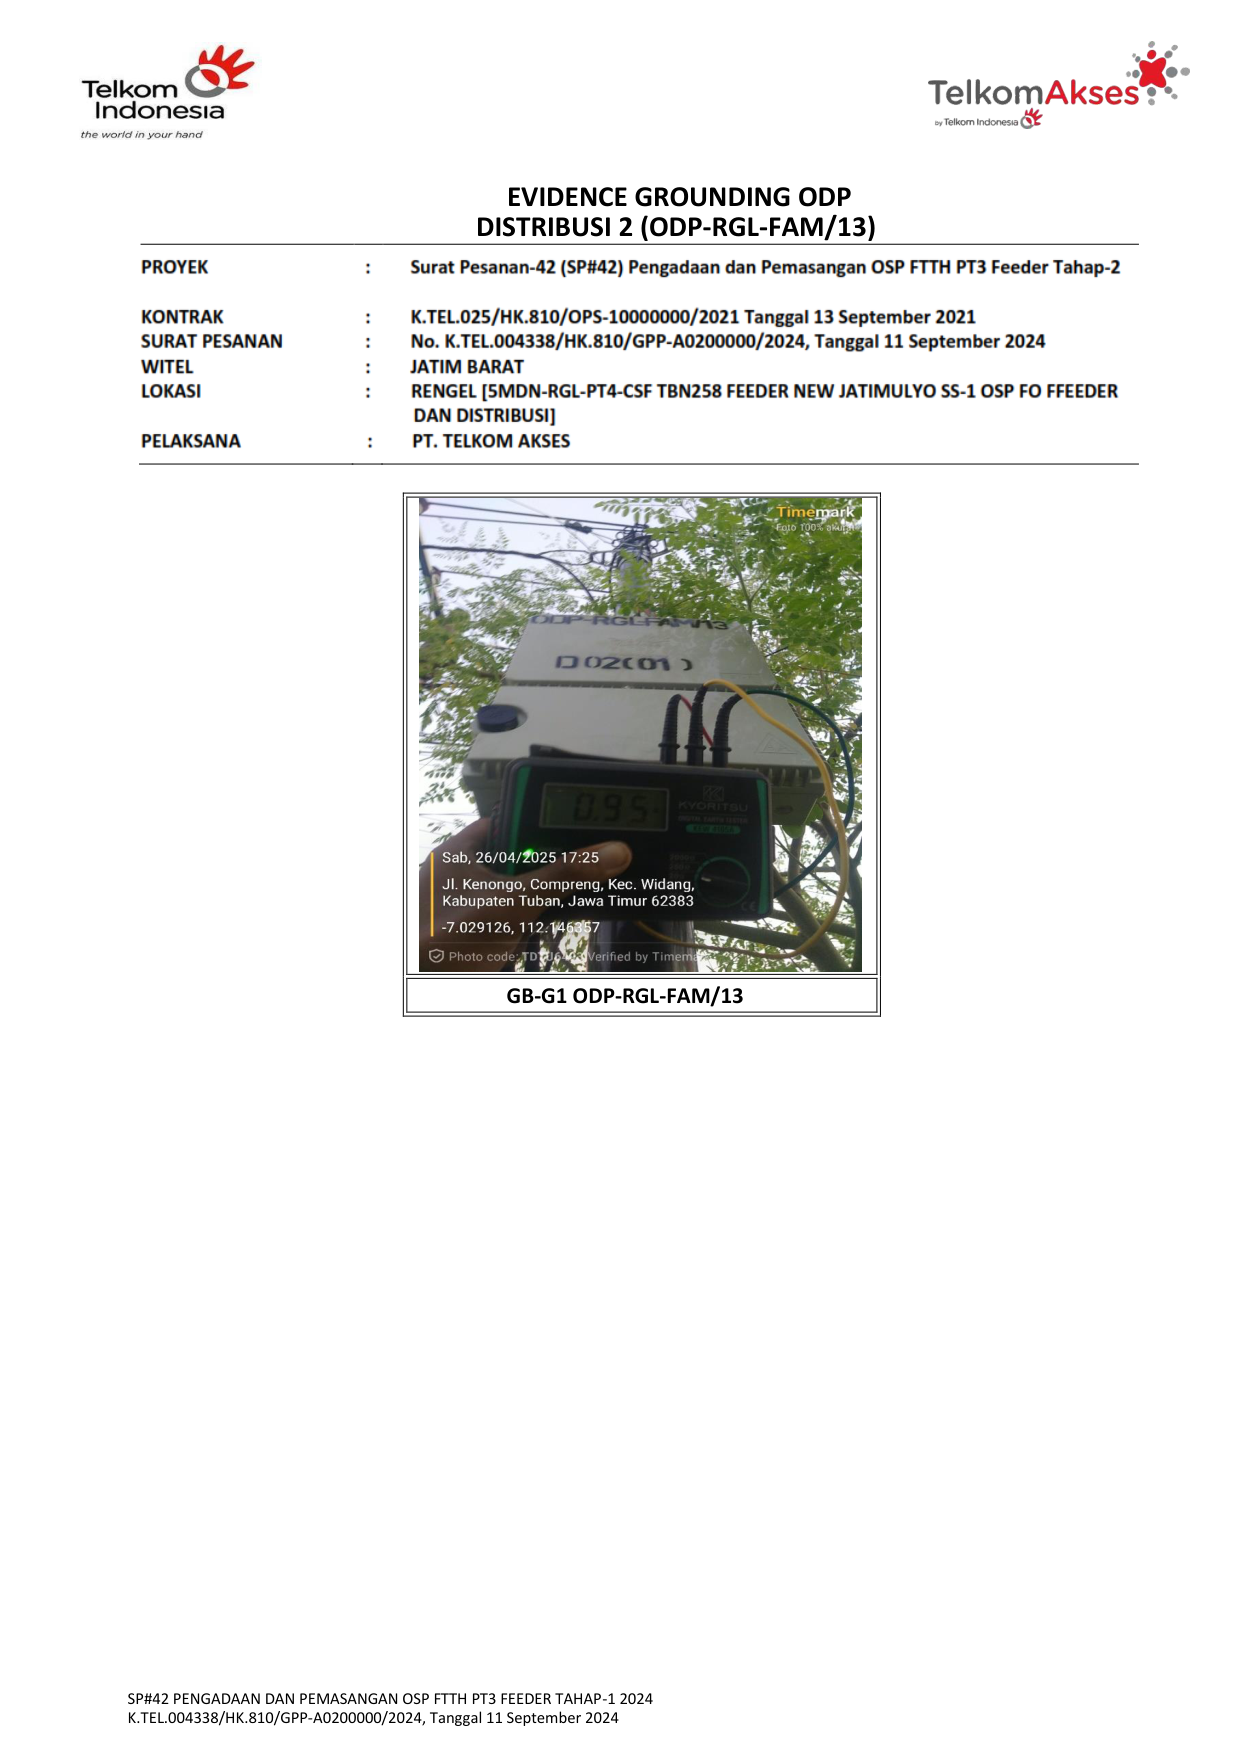 Telkom
Indonesia
the world in your hand
TelkomAkses
by Telkom Indonesia
EVIDENCE GROUNDING ODP
DISTRIBUSI 2 (ODP-RGL-FAM/13)
PROYEK : Surat Pesanan-42 (SP#42) Pengadaan dan Pemasangan OSP FTTH PT3 Feeder Tahap-2
KONTRAK : K.TEL.025/HK.810/OPS-10000000/2021 Tanggal 13 September 2021
SURAT PESANAN : No. K.TEL.004338/HK.810/GPP-A0200000/2024, Tanggal 11 September 2024
WITEL : JATIM BARAT
LOKASI : RENGEL [5MDN-RGL-PT4-CSF TBN258 FEEDER NEW JATIMULYO SS-1 OSP FO FFEEDER
DAN DISTRIBUSI]
PELAKSANA : PT. TELKOM AKSES
Timemark
Foto 100% akurat
ODP-RGL-FAM/13
D 02(01)
0.95
KYORITSU
DIGITAL EARTH TESTER
Sab, 26/04/2025 17:25
Jl. Kenongo, Compreng, Kec. Widang,
Kabupaten Tuban, Jawa Timur 62383
-7.029126, 112.146357
Photo code: Verified by Timemark
GB-G1 ODP-RGL-FAM/13
SP#42 PENGADAAN DAN PEMASANGAN OSP FTTH PT3 FEEDER TAHAP-1 2024
K.TEL.004338/HK.810/GPP-A0200000/2024, Tanggal 11 September 2024